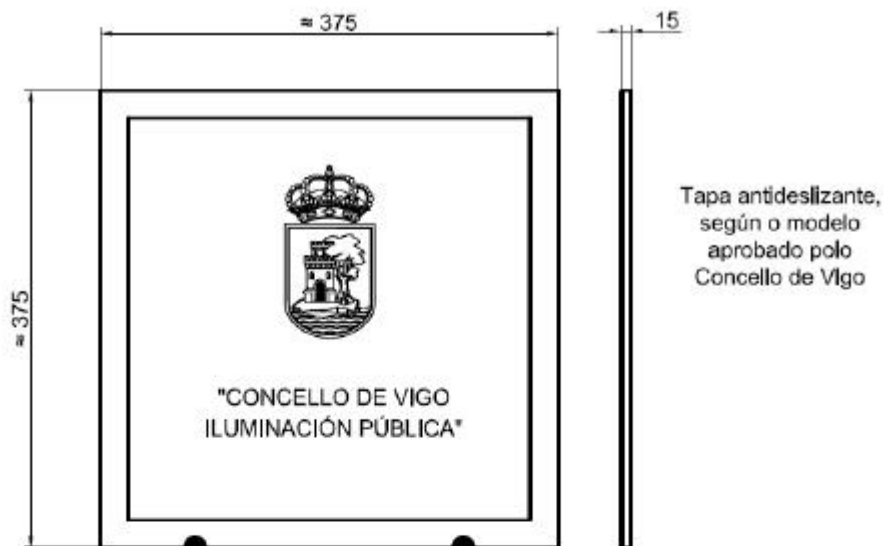 ≈ 375
15
≈ 375
Tapa antideslizante,
según o modelo
aprobado polo
Concello de Vigo
"CONCELLO DE VIGO
ILUMINACIÓN PÚBLICA"